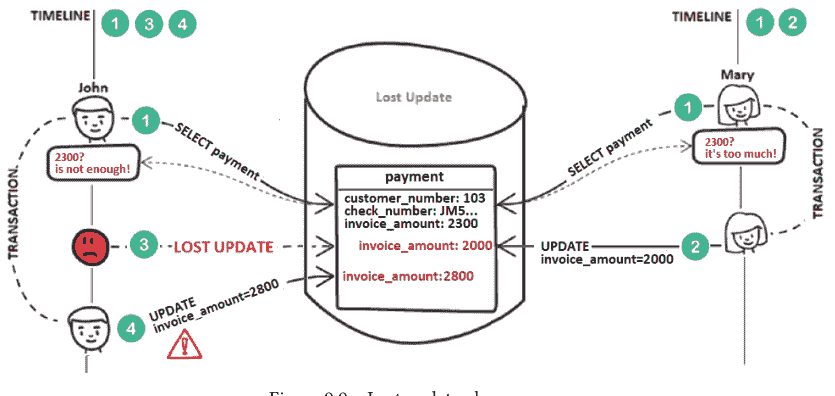 TIMELINE 1 3 4
TIMELINE 1 2
John
Mary
Lost Update
1
SELECT payment
1
SELECT payment
2300?
is not enough!
2300?
it's too much!
payment
customer_number: 103
check_number: JM5...
invoice_amount: 2300
TRANSACTION
TRANSACTION
3
LOST UPDATE
invoice_amount: 2000
UPDATE
invoice_amount=2000
2
invoice_amount:2800
4
UPDATE
invoice_amount=2800